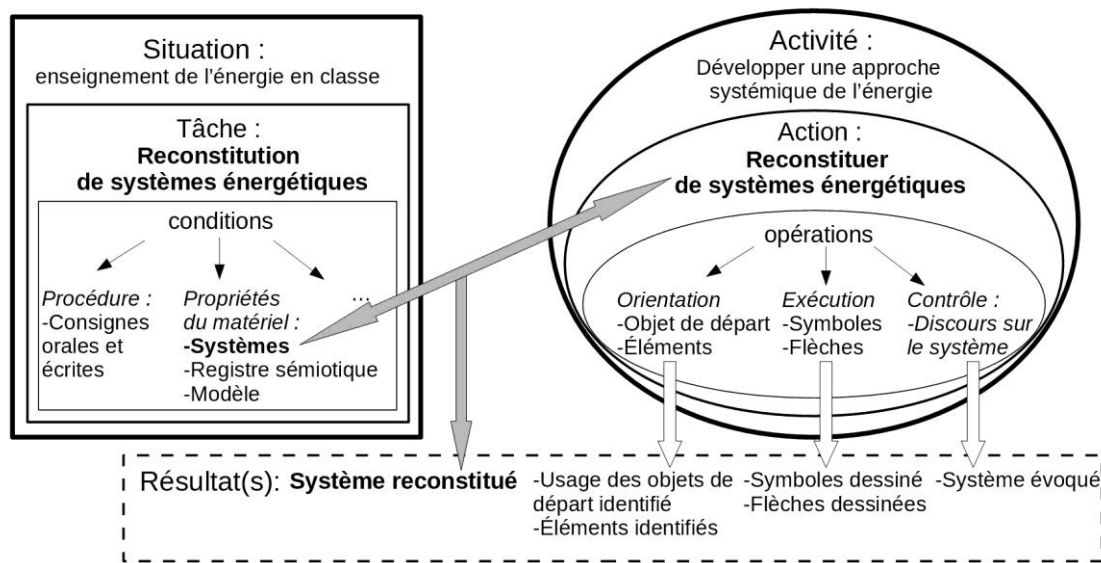 Situation :
enseignement de l'énergie en classe
Tâche :
Reconstitution
de systèmes énergétiques
conditions
Procédure :
-Consignes
orales et
écrites
Propriétés
du matériel :
-Systèmes
-Registre sémiotique
-Modèle
...
Activité :
Développer une approche
systémique de l'énergie
Action :
Reconstituer
de systèmes énergétiques
opérations
Orientation
-Objet de départ
-Éléments
Exécution
-Symboles
-Flèches
Contrôle :
-Discours sur
le système
Résultat(s): Système reconstitué
-Usage des objets de
départ identifié
-Éléments identifiés
-Symboles dessiné
-Flèches dessinées
-Système évoqué